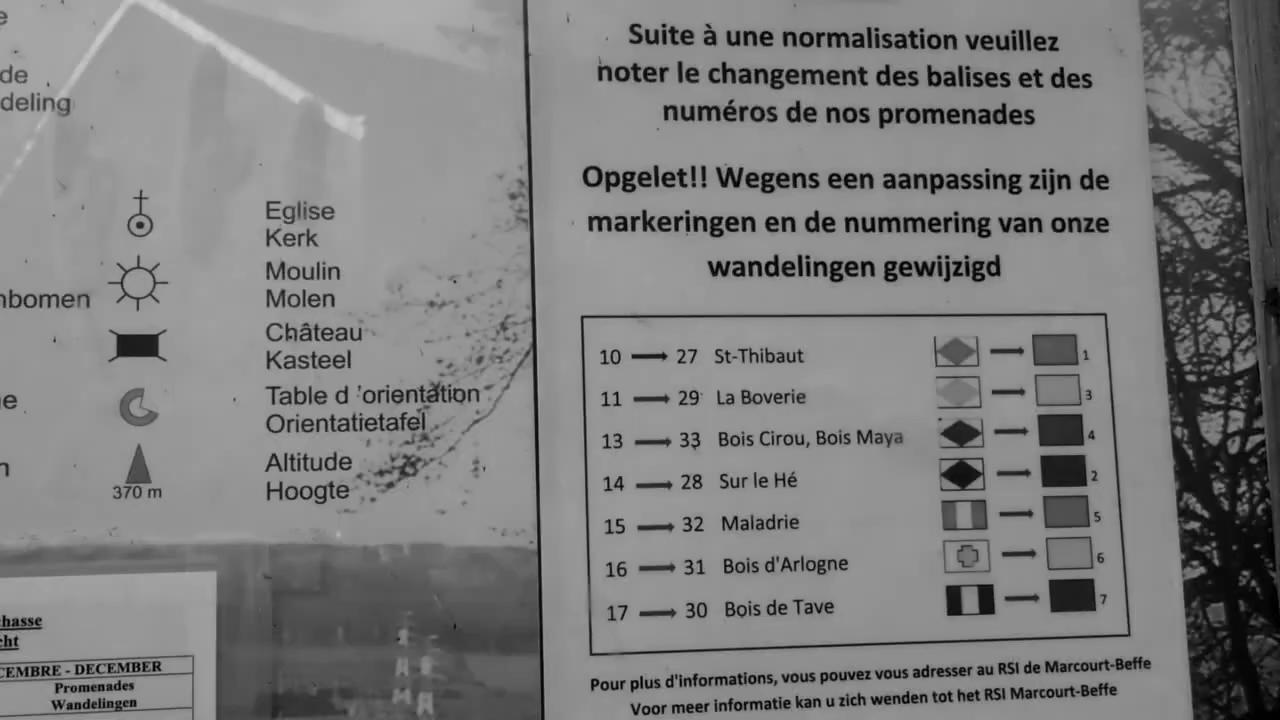 de
deling
Eglise
Kerk
Moulin
Molen
Château
Kasteel
Table d 'orientation
Orientatietafel
370 m
Altitude
Hoogte
CEMBRE - DECEMBER
Promenades
Wandelingen
Suite à une normalisation veuillez
noter le changement des balises et des
numéros de nos promenades
Opgelet!! Wegens een aanpassing zijn de
markeringen en de nummering van onze
wandelingen gewijzigd
10 → 27 St-Thibaut → 1
11 → 29 La Boverie → 3
13 → 33 Bois Cirou, Bois Maya → 4
14 → 28 Sur le Hé → 2
15 → 32 Maladrie → 5
16 → 31 Bois d'Arlogne → 6
17 → 30 Bois de Tave → 7
Pour plus d'informations, vous pouvez vous adresser au RSI de Marcourt-Beffe
Voor meer informatie kan u zich wenden tot het RSI Marcourt-Beffe